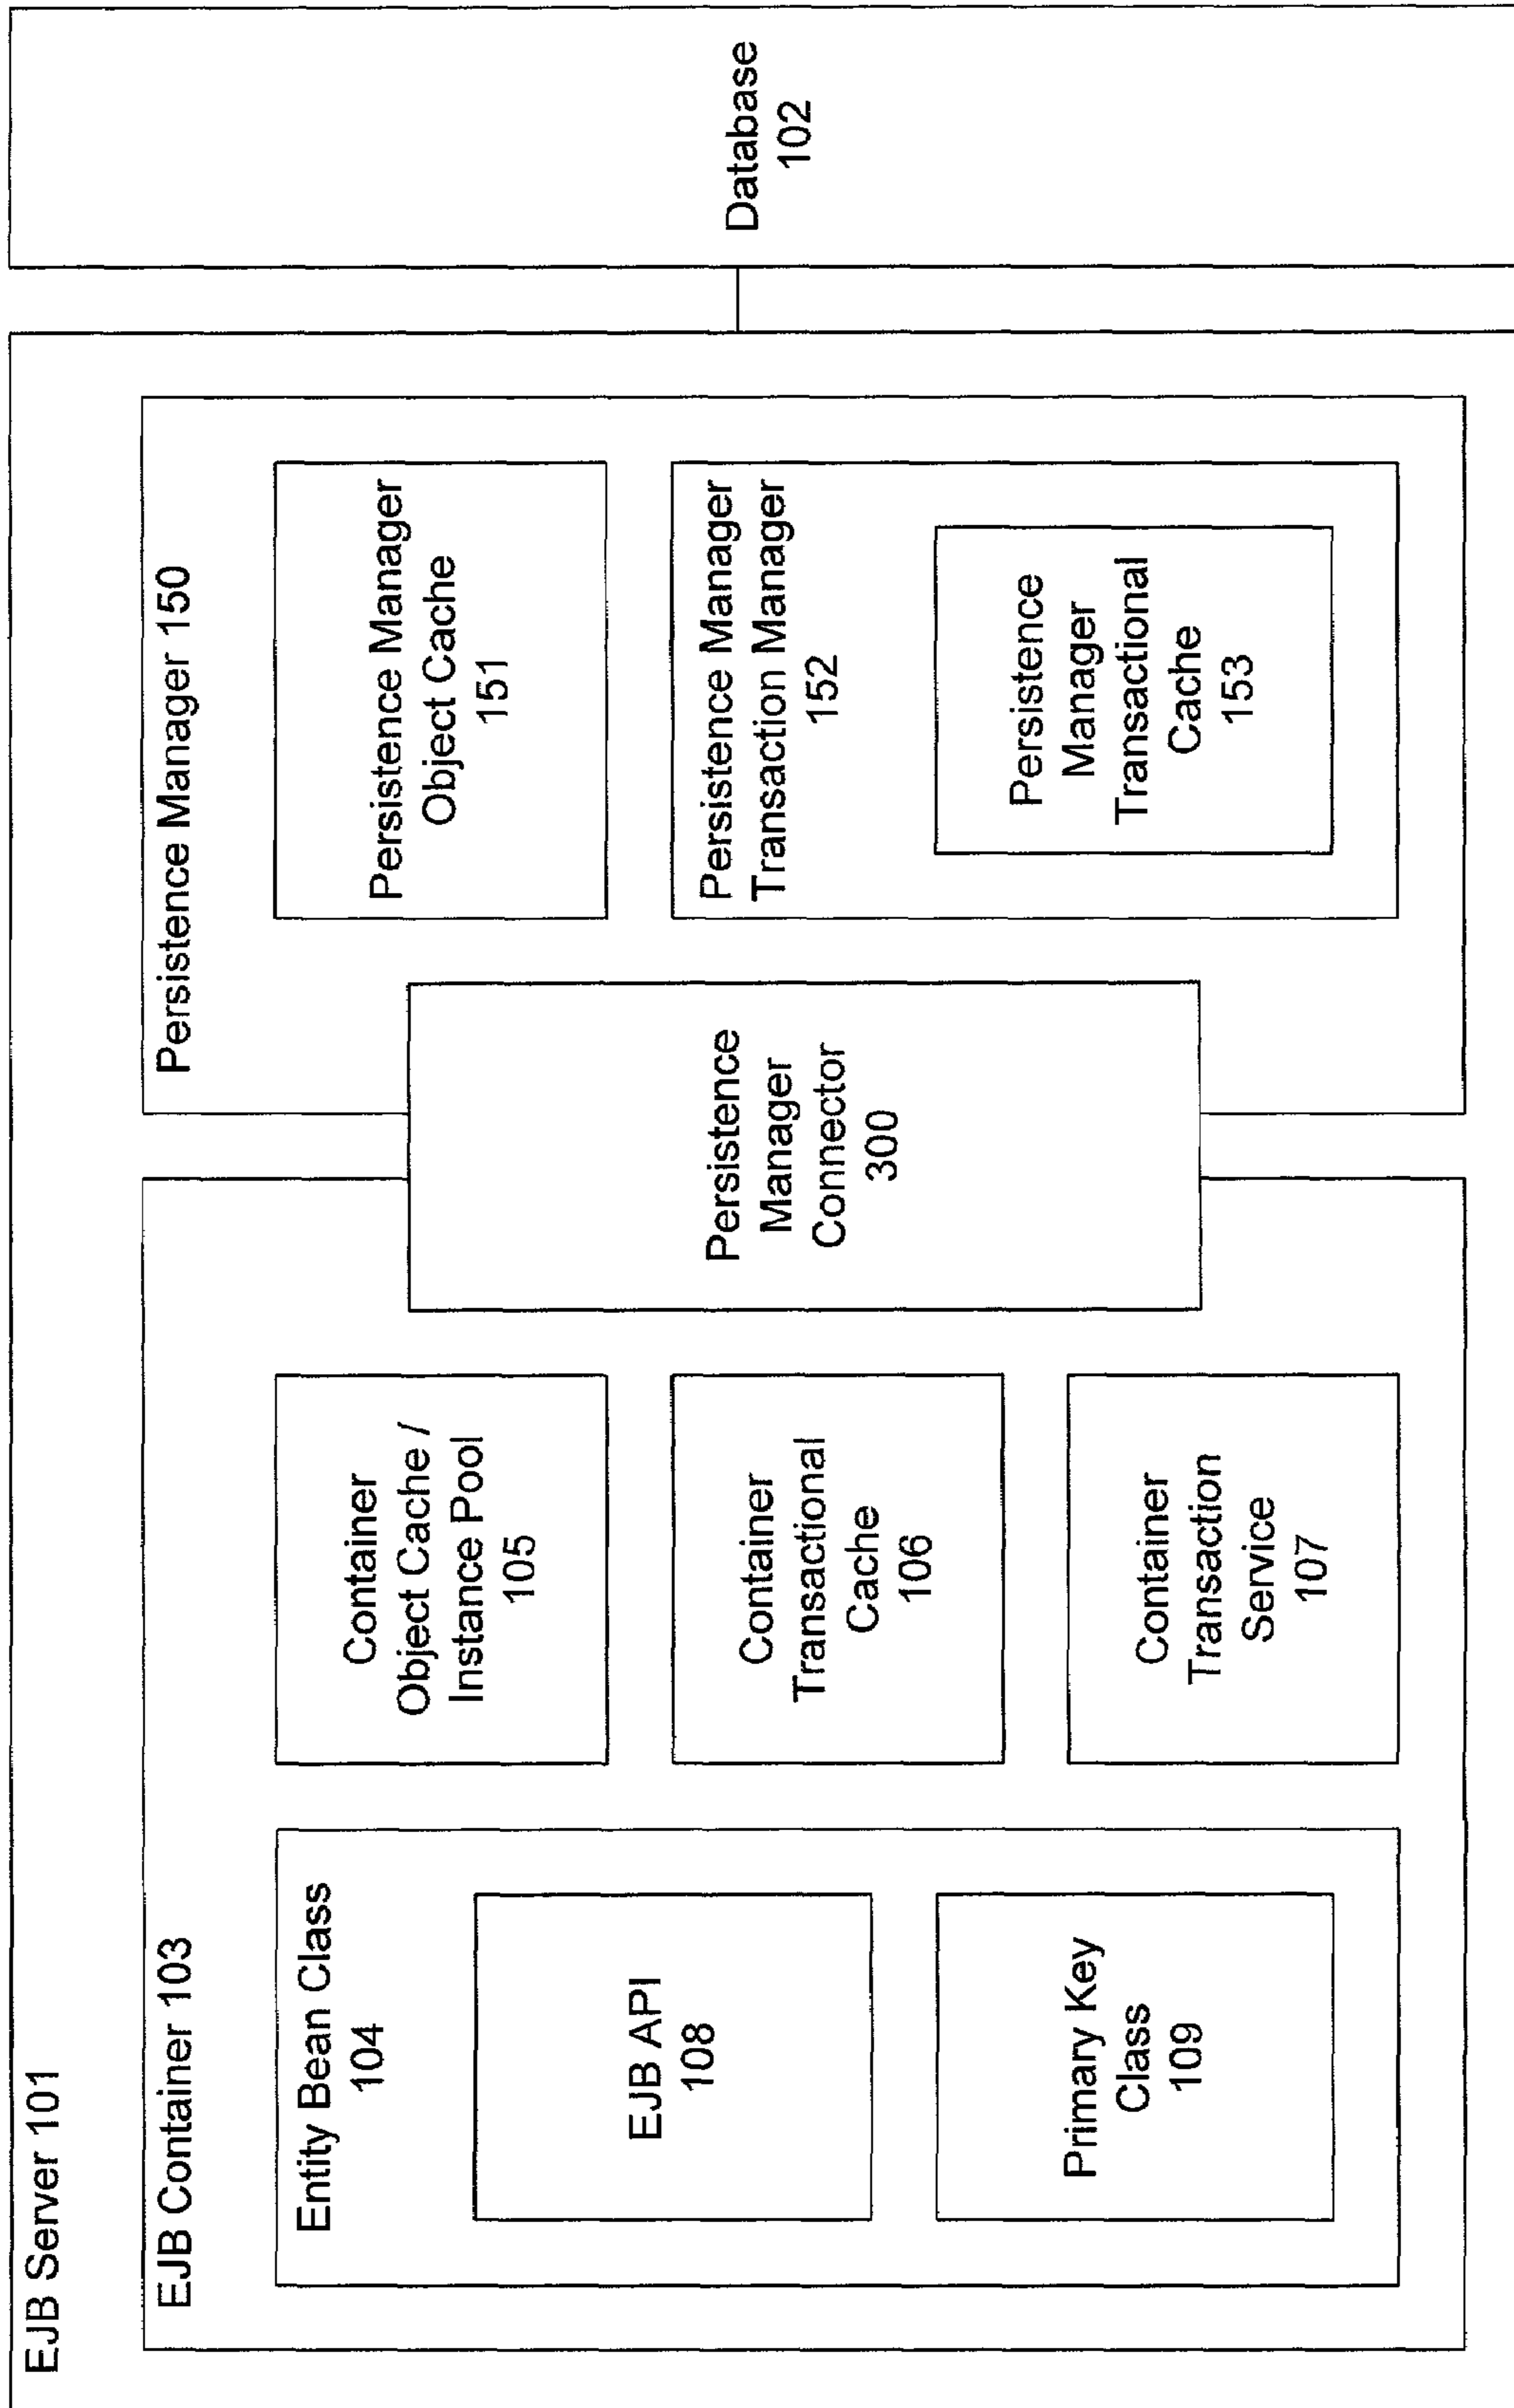 EJB Server 101
EJB Container 103
Entity Bean Class
104
EJB API
108
Primary Key
Class
109
Container
Object Cache /
Instance Pool
105
Container
Transactional
Cache
106
Container
Transaction
Service
107
Persistence
Manager
Connector
300
Persistence Manager 150
Persistence Manager
Object Cache
151
Persistence Manager
Transaction Manager
152
Persistence
Manager
Transactional
Cache
153
Database
102